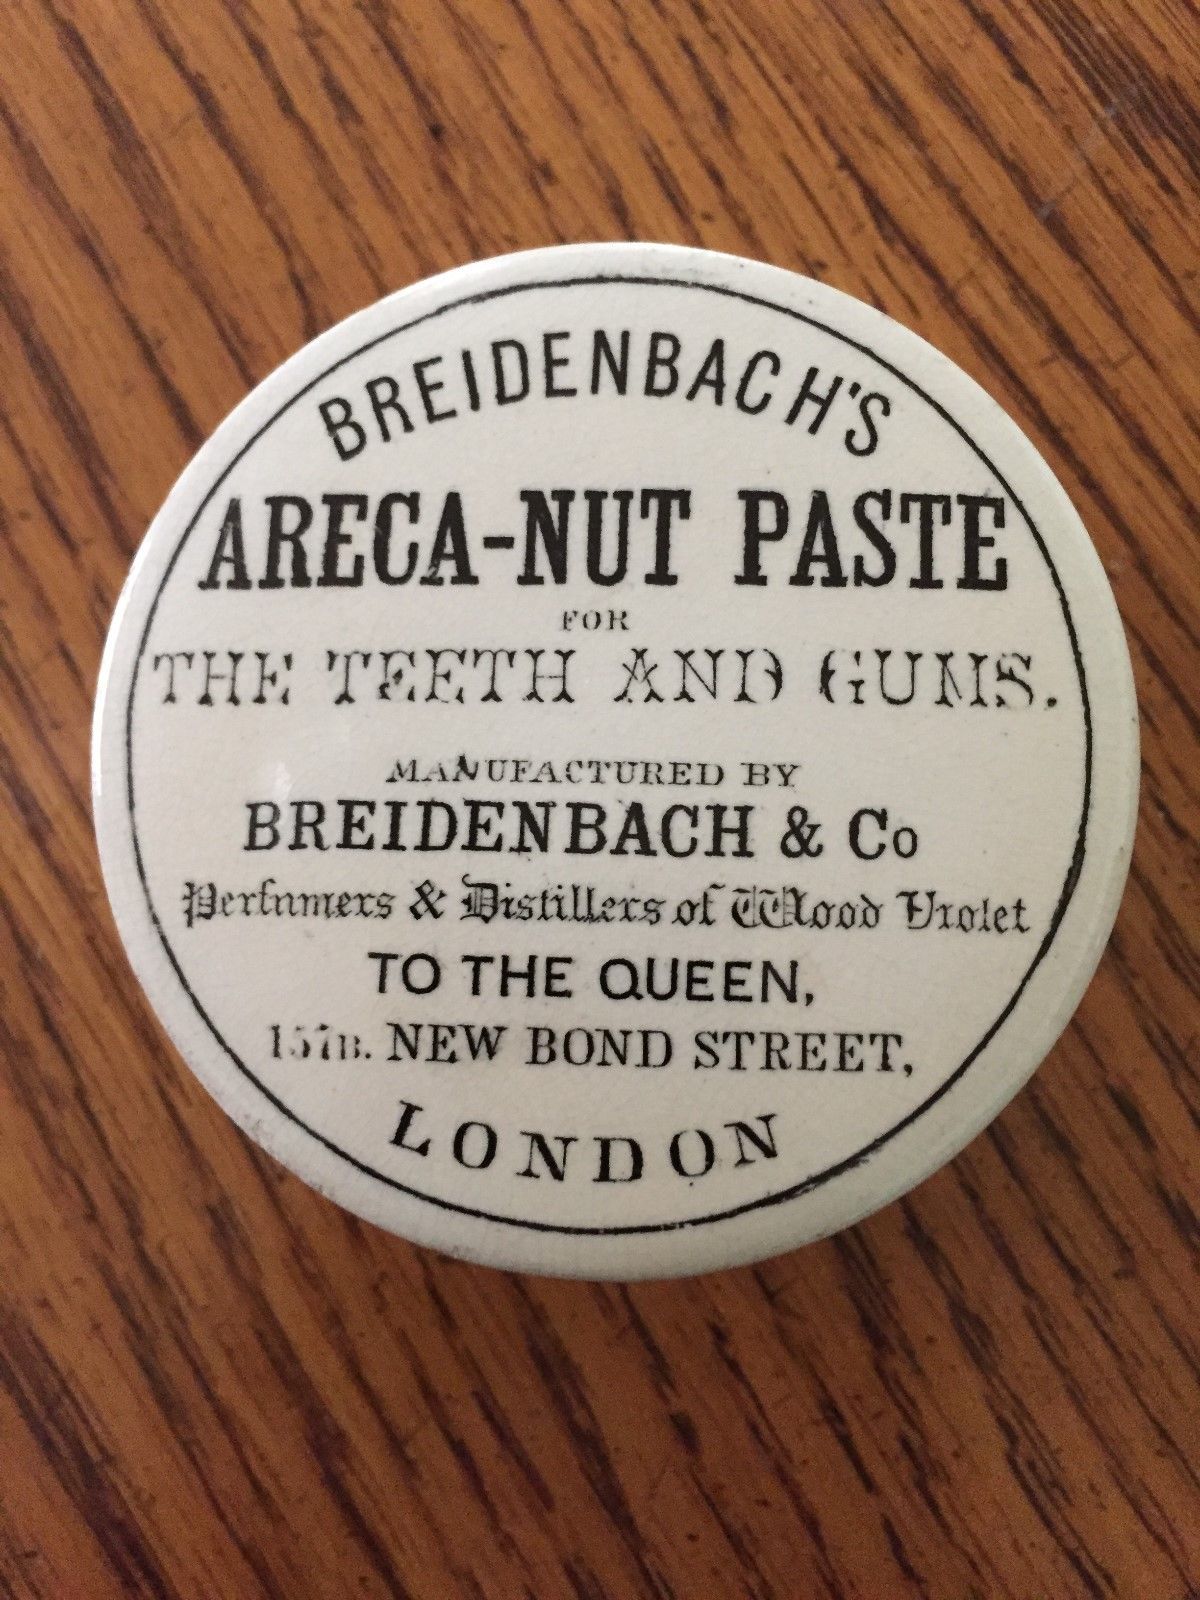 BREIDENBACH'S
ARECA-NUT PASTE
FOR
THE TEETH AND GUMS.
MANUFACTURED BY
BREIDENBACH & Co
Perfumers & Distillers of Wood Violet
TO THE QUEEN,
157B. NEW BOND STREET,
LONDON